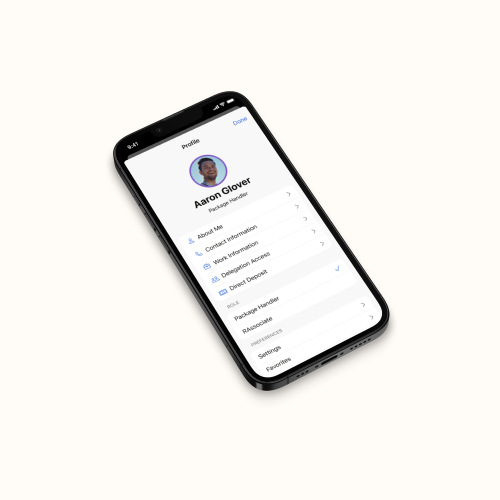 9:41
Profile
Done
Aaron Glover
Package Handler
About Me
Contact Information
Work Information
Delegation Access
Direct Deposit
ROLE
Package Handler
RAssociate
PREFERENCES
Settings
Favorites